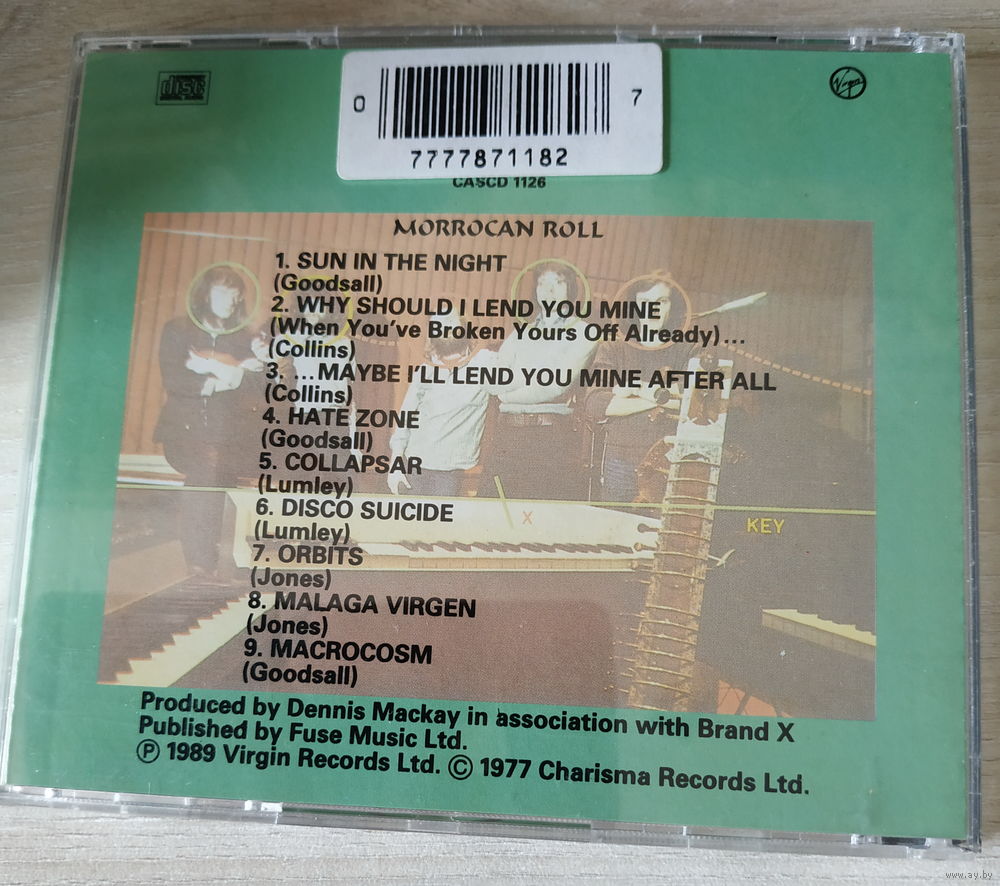 disc
Virgin
0
7
7777871182
CASCD 1126
MORROCAN ROLL
1. SUN IN THE NIGHT
(Goodsall)
2. WHY SHOULD I LEND YOU MINE
(When You've Broken Yours Off Already)...
(Collins)
3. ...MAYBE I'LL LEND YOU MINE AFTER ALL
(Collins)
4. HATE ZONE
(Goodsall)
5. COLLAPSAR
(Lumley)
6. DISCO SUICIDE
(Lumley)
7. ORBITS
(Jones)
8. MALAGA VIRGEN
(Jones)
9. MACROCOSM
(Goodsall)
X
KEY
Produced by Dennis Mackay in association with Brand X
Published by Fuse Music Ltd.
Ⓟ 1989 Virgin Records Ltd. © 1977 Charisma Records Ltd.
www.ay.by